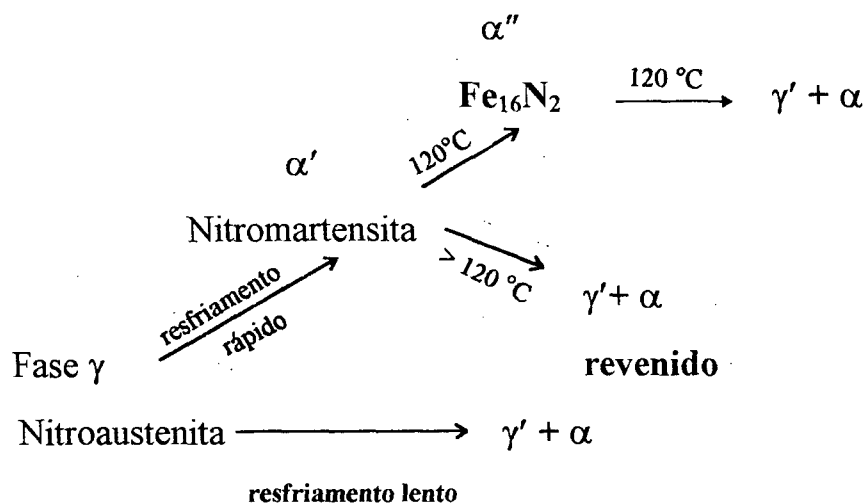 α″
Fe₁₆N₂
120 °C
γ′ + α
120°C
α′
Nitromartensita
> 120 °C
γ′+ α
revenido
resfriamento
rápido
Fase γ
Nitroaustenita
γ′ + α
resfriamento lento